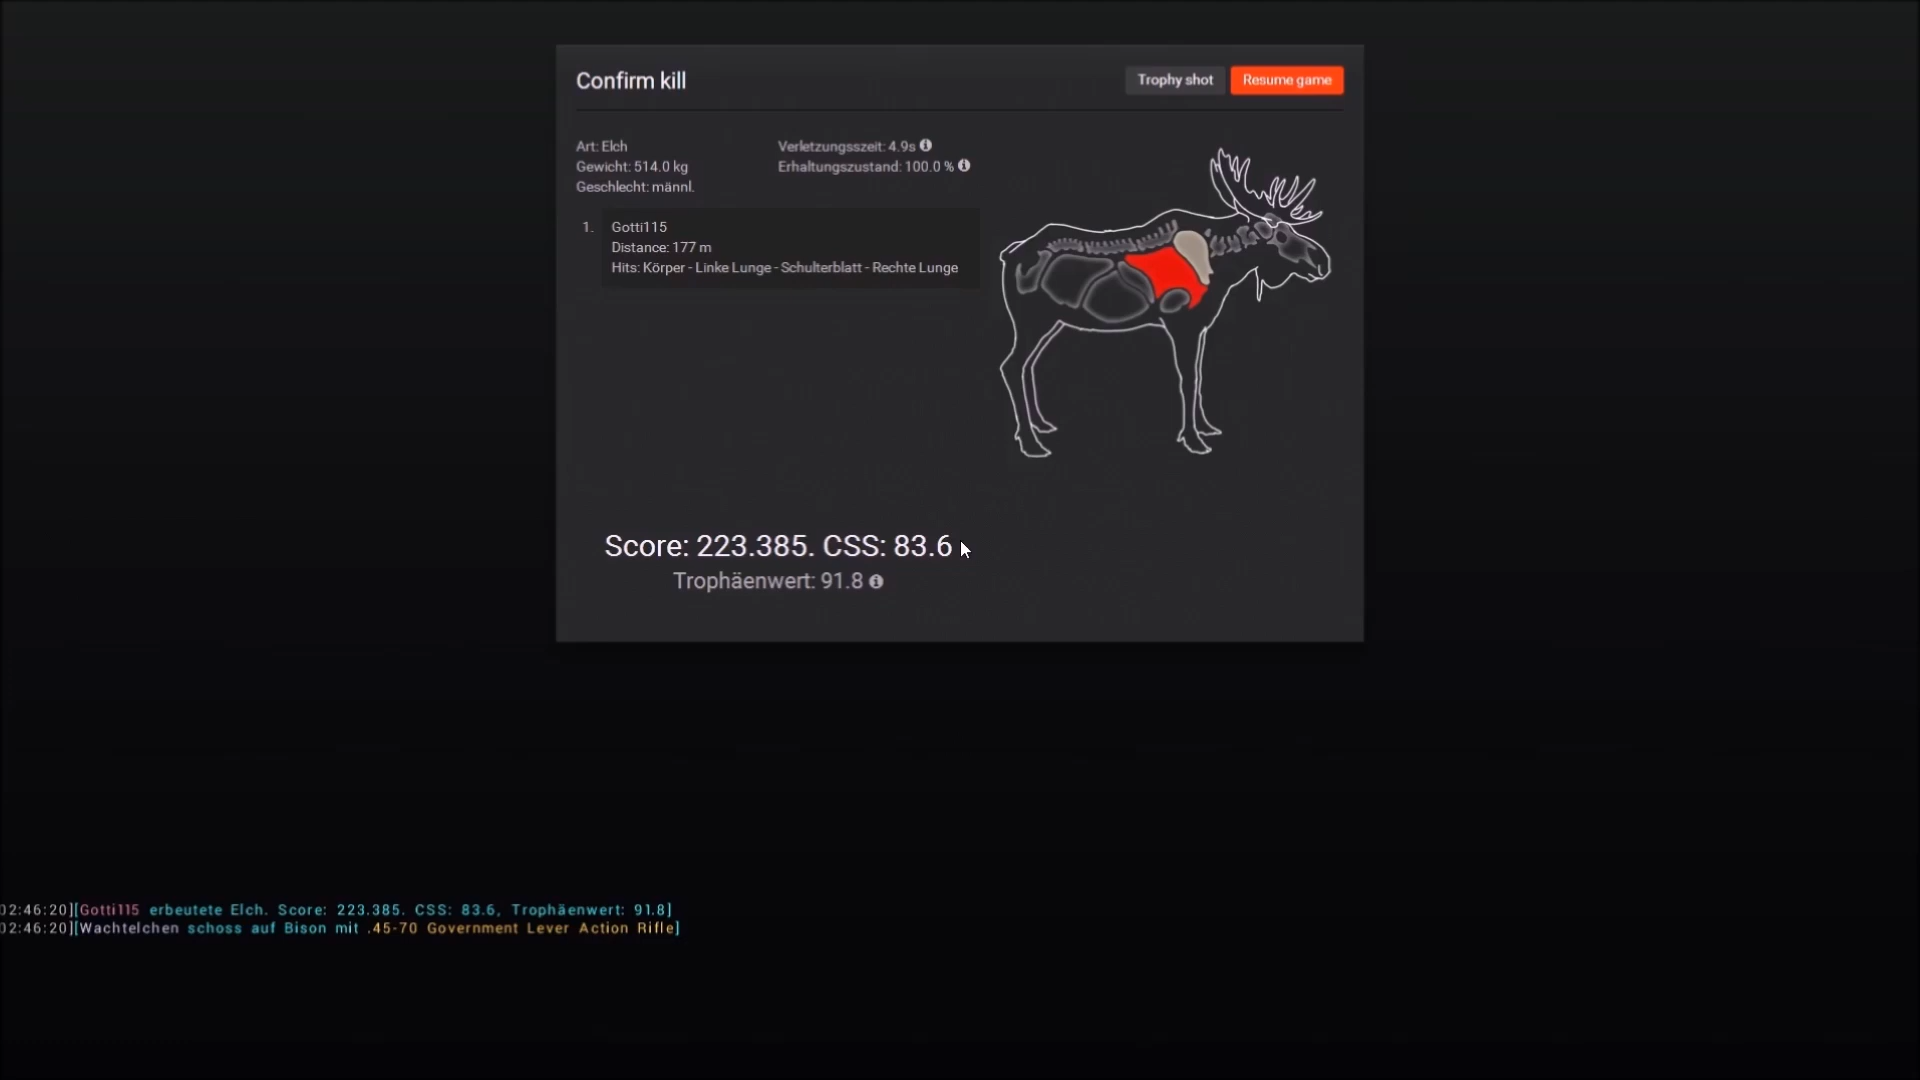 Confirm kill
Trophy shot
Resume game
Art: Elch
Gewicht: 514.0 kg
Geschlecht: männl.
Verletzungsszeit: 4.9s
Erhaltungszustand: 100.0 %
1.
Gotti115
Distance: 177 m
Hits: Körper - Linke Lunge - Schulterblatt - Rechte Lunge
Score: 223.385. CSS: 83.6
Trophäenwert: 91.8
02:46:20][Gotti115 erbeutete Elch. Score: 223.385. CSS: 83.6, Trophäenwert: 91.8]
02:46:20][Wachtelchen schoss auf Bison mit .45-70 Government Lever Action Rifle]